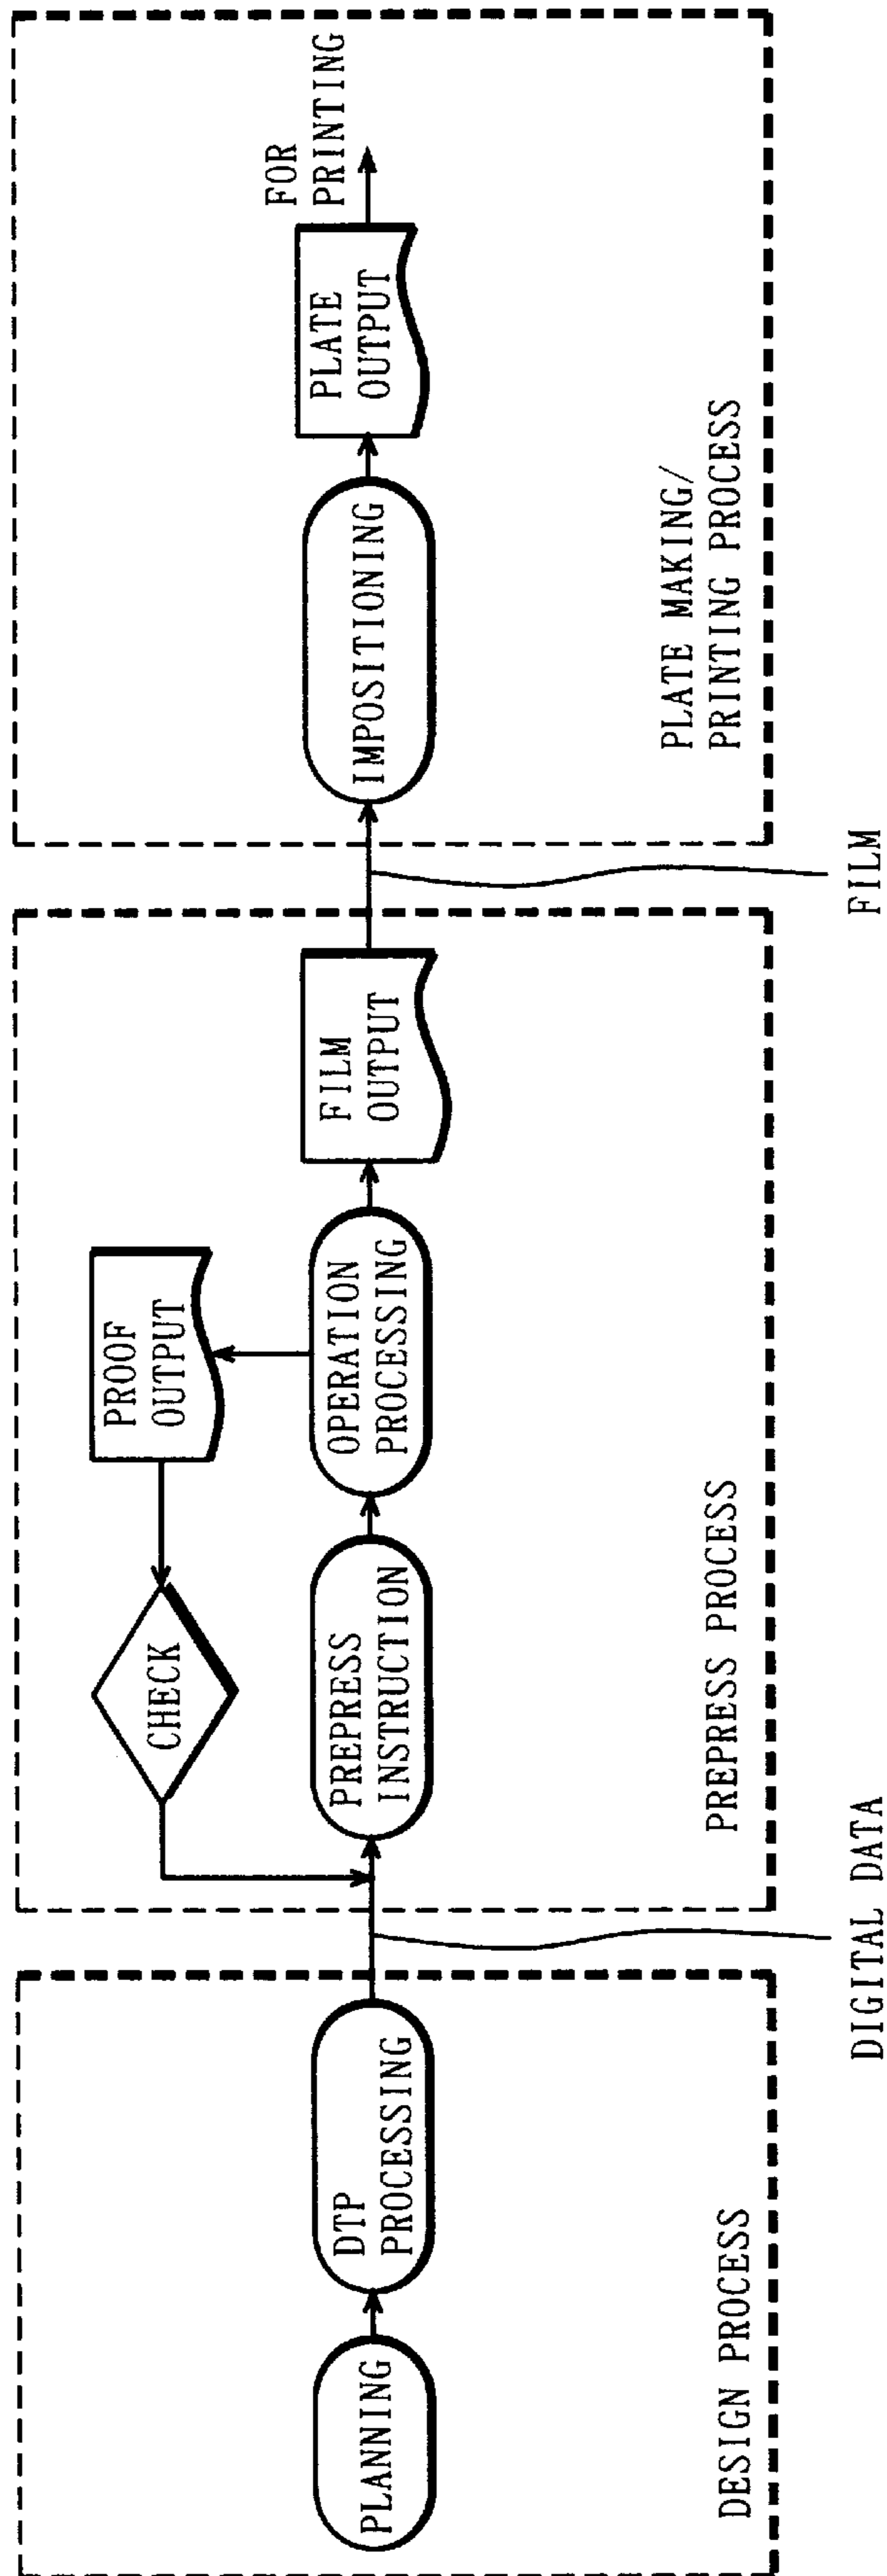 PLANNING
DTP
PROCESSING
DESIGN PROCESS
DIGITAL DATA
CHECK
PROOF
OUTPUT
PREPRESS
INSTRUCTION
OPERATION
PROCESSING
FILM
OUTPUT
PREPRESS PROCESS
FILM
IMPOSITIONING
PLATE
OUTPUT
FOR
PRINTING
PLATE MAKING/
PRINTING PROCESS